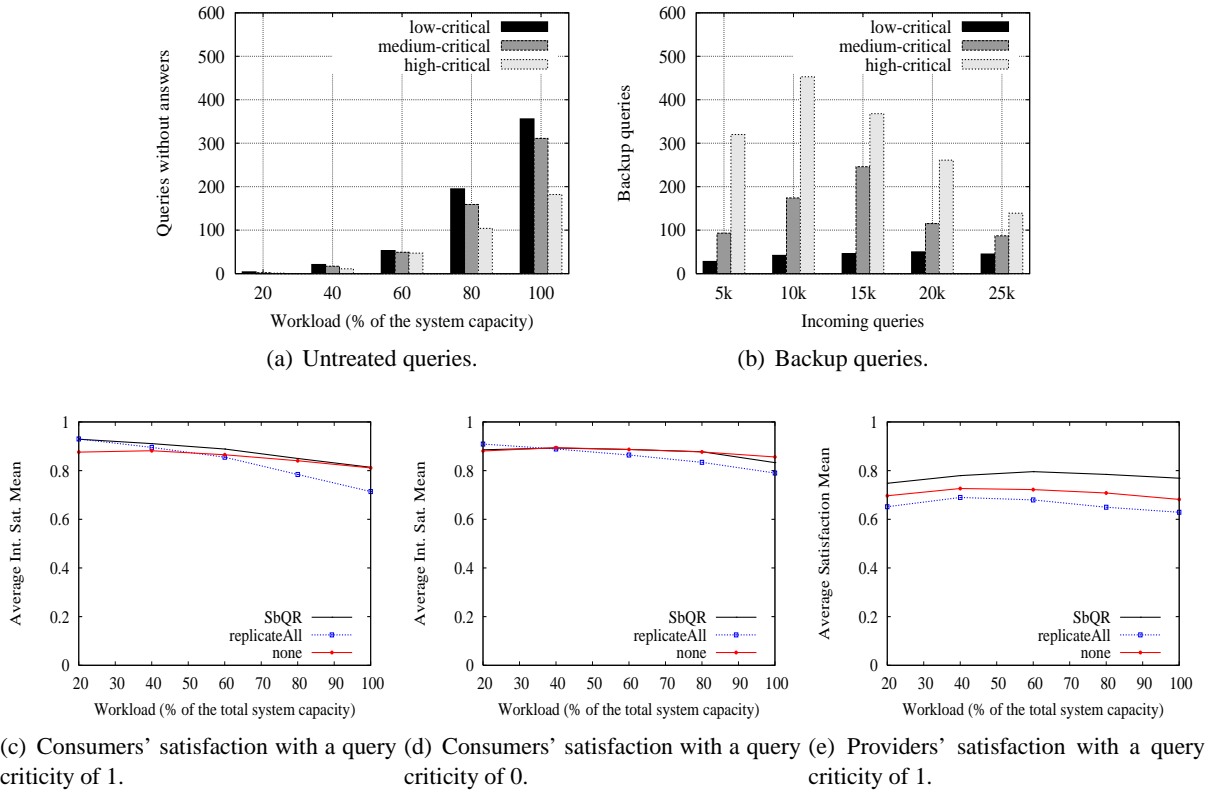 600
500
400
300
200
100
0
Queries without answers
low-critical
medium-critical
high-critical
20 40 60 80 100
Workload (% of the system capacity)
(a) Untreated queries.
600
500
400
300
200
100
0
Backup queries
low-critical
medium-critical
high-critical
5k 10k 15k 20k 25k
Incoming queries
(b) Backup queries.
1
0.8
0.6
0.4
0.2
0
Average Int. Sat. Mean
SbQR
replicateAll
none
20 30 40 50 60 70 80 90 100
Workload (% of the total system capacity)
(c) Consumers' satisfaction with a query
criticity of 1.
1
0.8
0.6
0.4
0.2
0
Average Int. Sat. Mean
SbQR
replicateAll
none
20 30 40 50 60 70 80 90 100
Workload (% of the total system capacity)
(d) Consumers' satisfaction with a query
criticity of 0.
1
0.8
0.6
0.4
0.2
0
Average Satisfaction Mean
SbQR
replicateAll
none
20 30 40 50 60 70 80 90 100
Workload (% of the total system capacity)
(e) Providers' satisfaction with a query
criticity of 1.